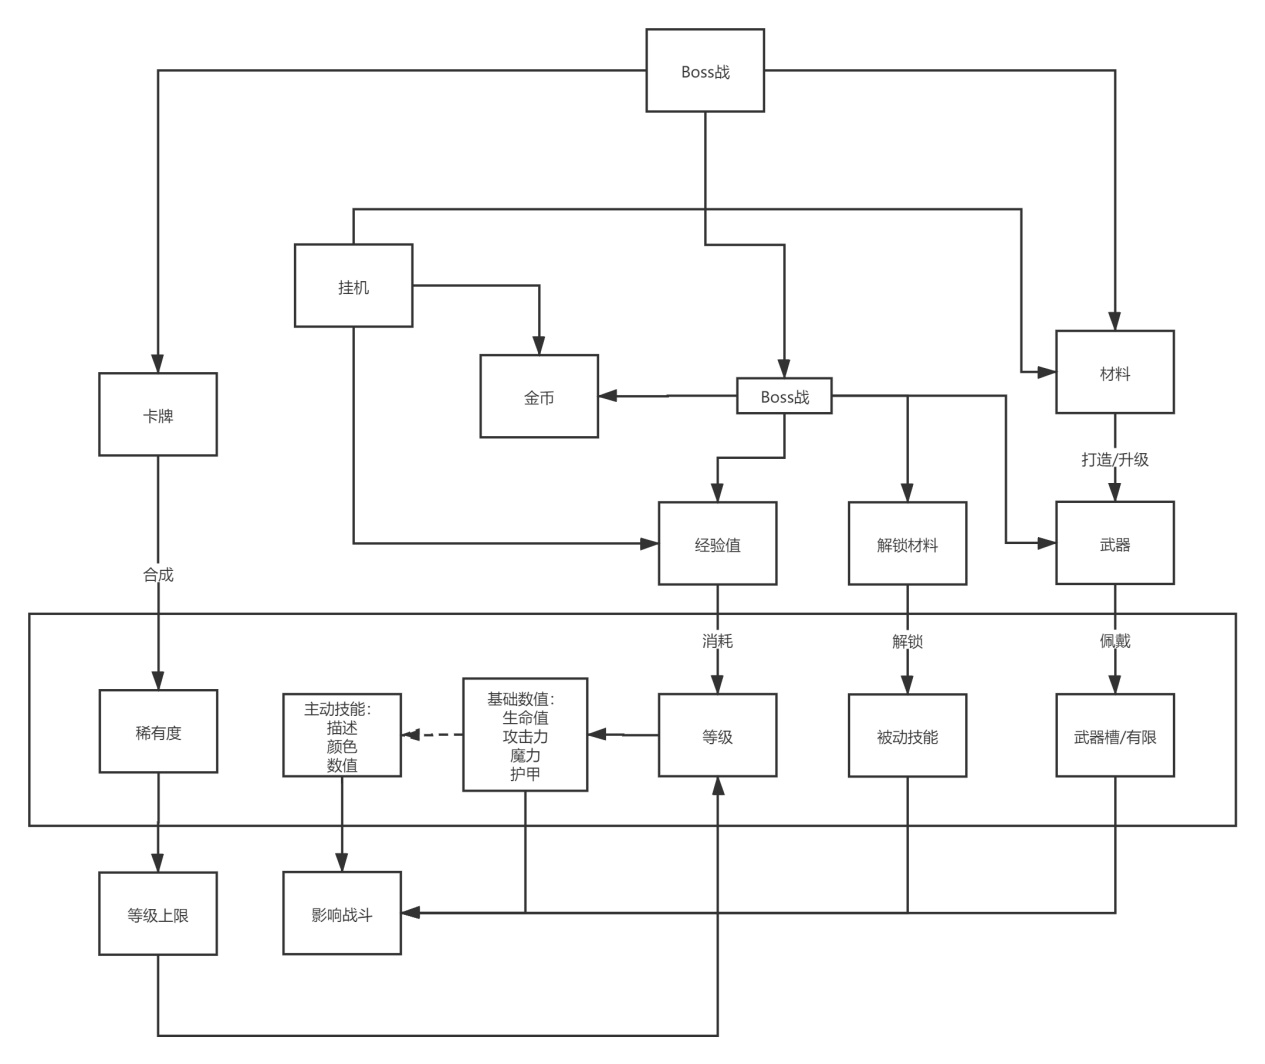 Boss战
挂机
材料
金币
Boss战
卡牌
打造/升级
经验值
解锁材料
武器
合成
消耗
解锁
佩戴
稀有度
主动技能：
描述
颜色
数值
基础数值：
生命值
攻击力
魔力
护甲
等级
被动技能
武器槽/有限
等级上限
影响战斗